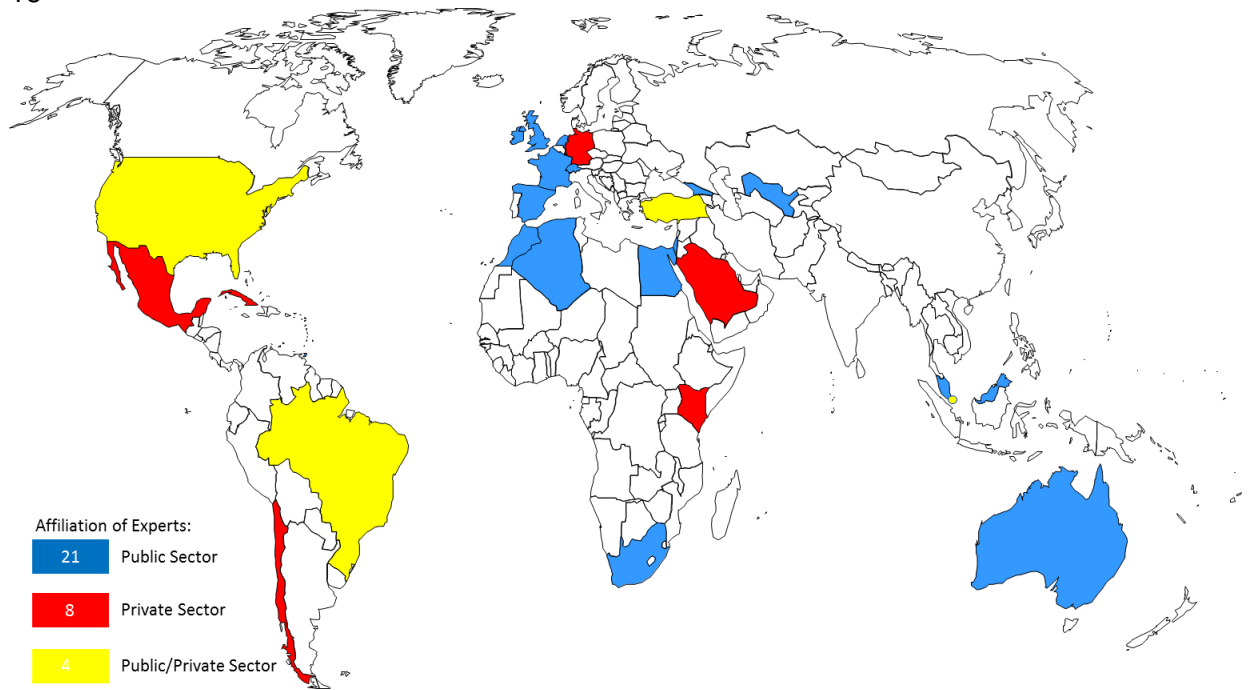 Affiliation of Experts:
21 Public Sector
8 Private Sector
4 Public/Private Sector